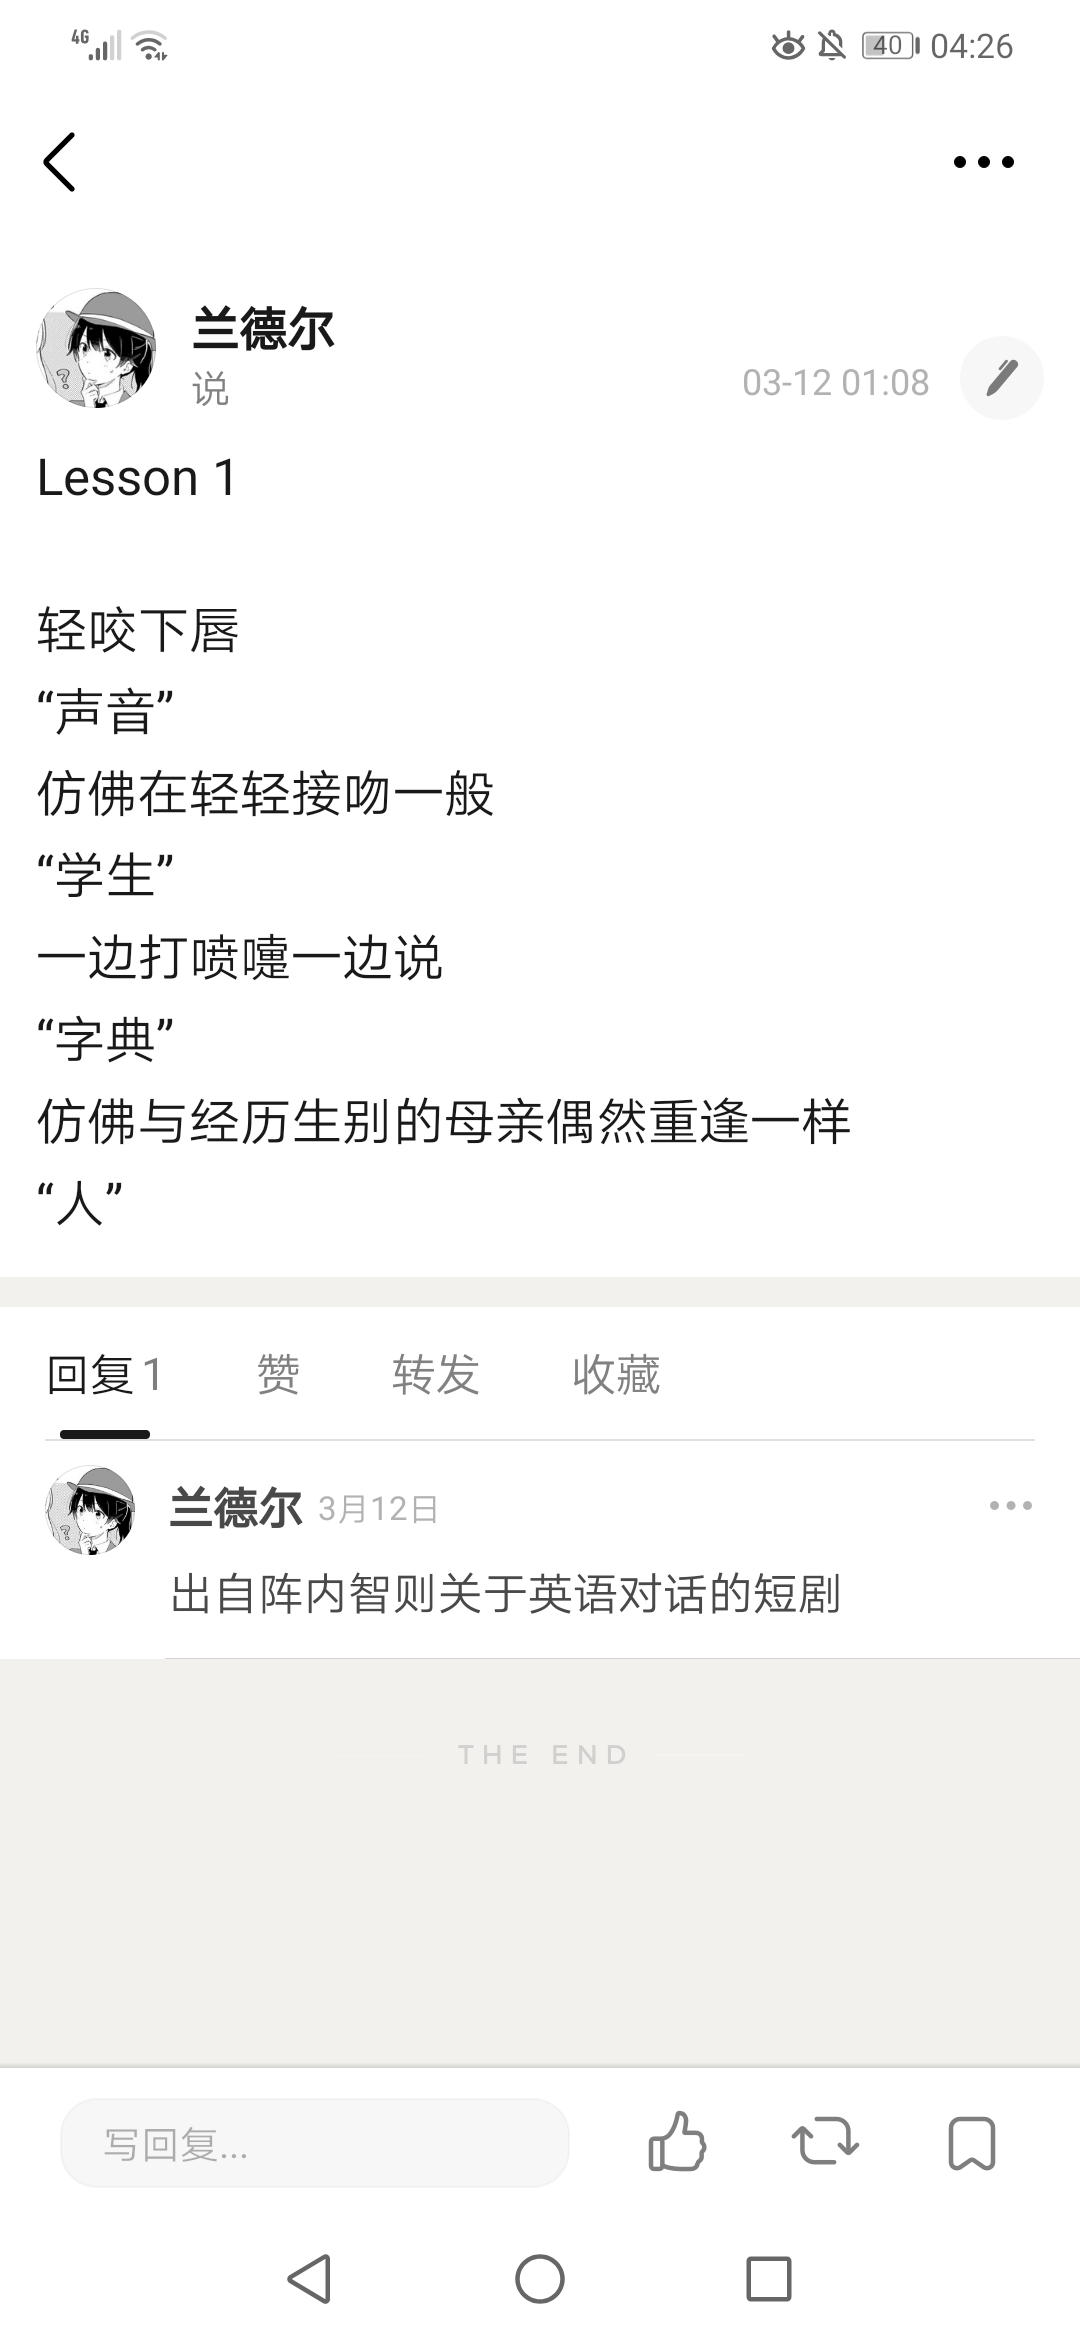 4G 40 04:26
兰德尔
说 03-12 01:08
Lesson 1
轻咬下唇
“声音”
仿佛在轻轻接吻一般
“学生”
一边打喷嚏一边说
“字典”
仿佛与经历生别的母亲偶然重逢一样
“人”
回复 1 赞 转发 收藏
兰德尔 3月12日
出自阵内智则关于英语对话的短剧
THE END
写回复...